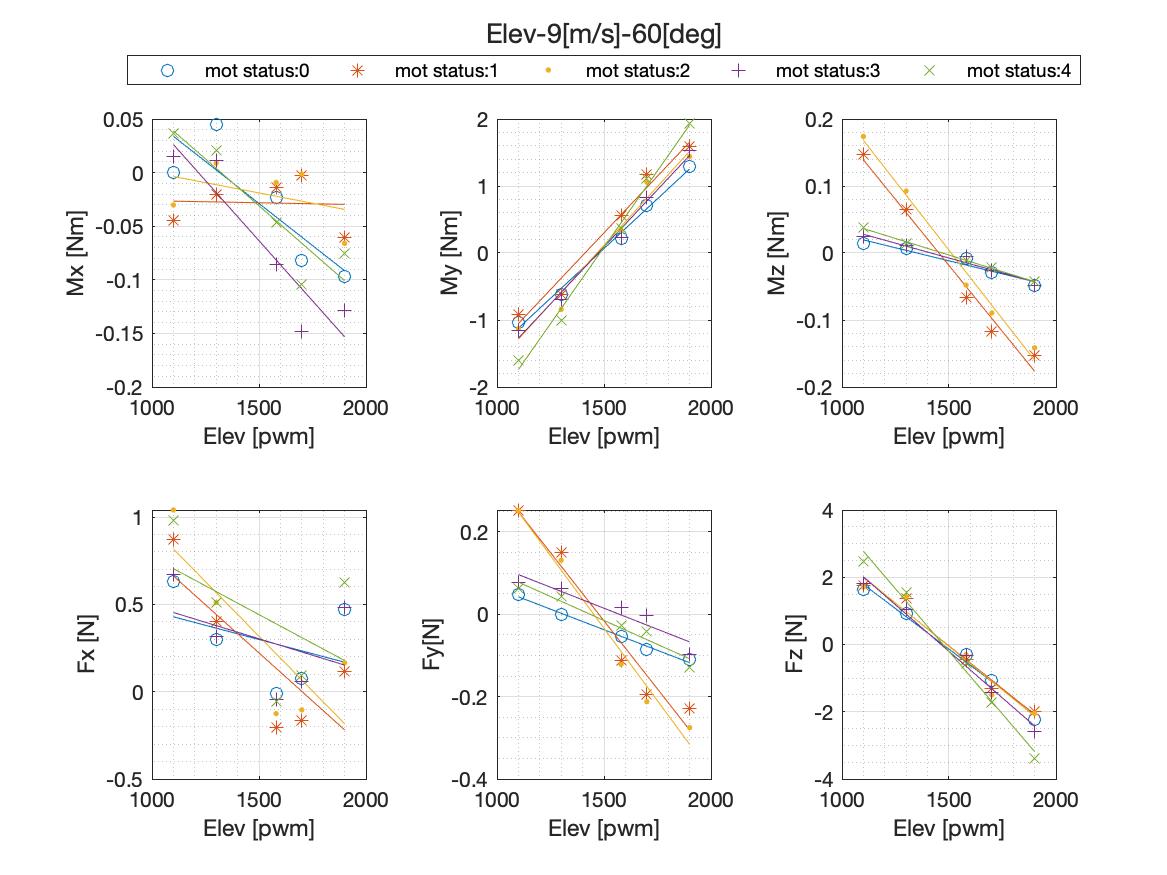 Elev-9[m/s]-60[deg]
mot status:0 mot status:1 mot status:2 mot status:3 mot status:4
0.05
0
-0.05
-0.1
-0.15
-0.2
Mx [Nm]
1000 1500 2000
Elev [pwm]
2
1
0
-1
-2
My [Nm]
1000 1500 2000
Elev [pwm]
0.2
0.1
0
-0.1
-0.2
Mz [Nm]
1000 1500 2000
Elev [pwm]
1
0.5
0
-0.5
Fx [N]
1000 1500 2000
Elev [pwm]
0.2
0
-0.2
-0.4
Fy[N]
1000 1500 2000
Elev [pwm]
4
2
0
-2
-4
Fz [N]
1000 1500 2000
Elev [pwm]